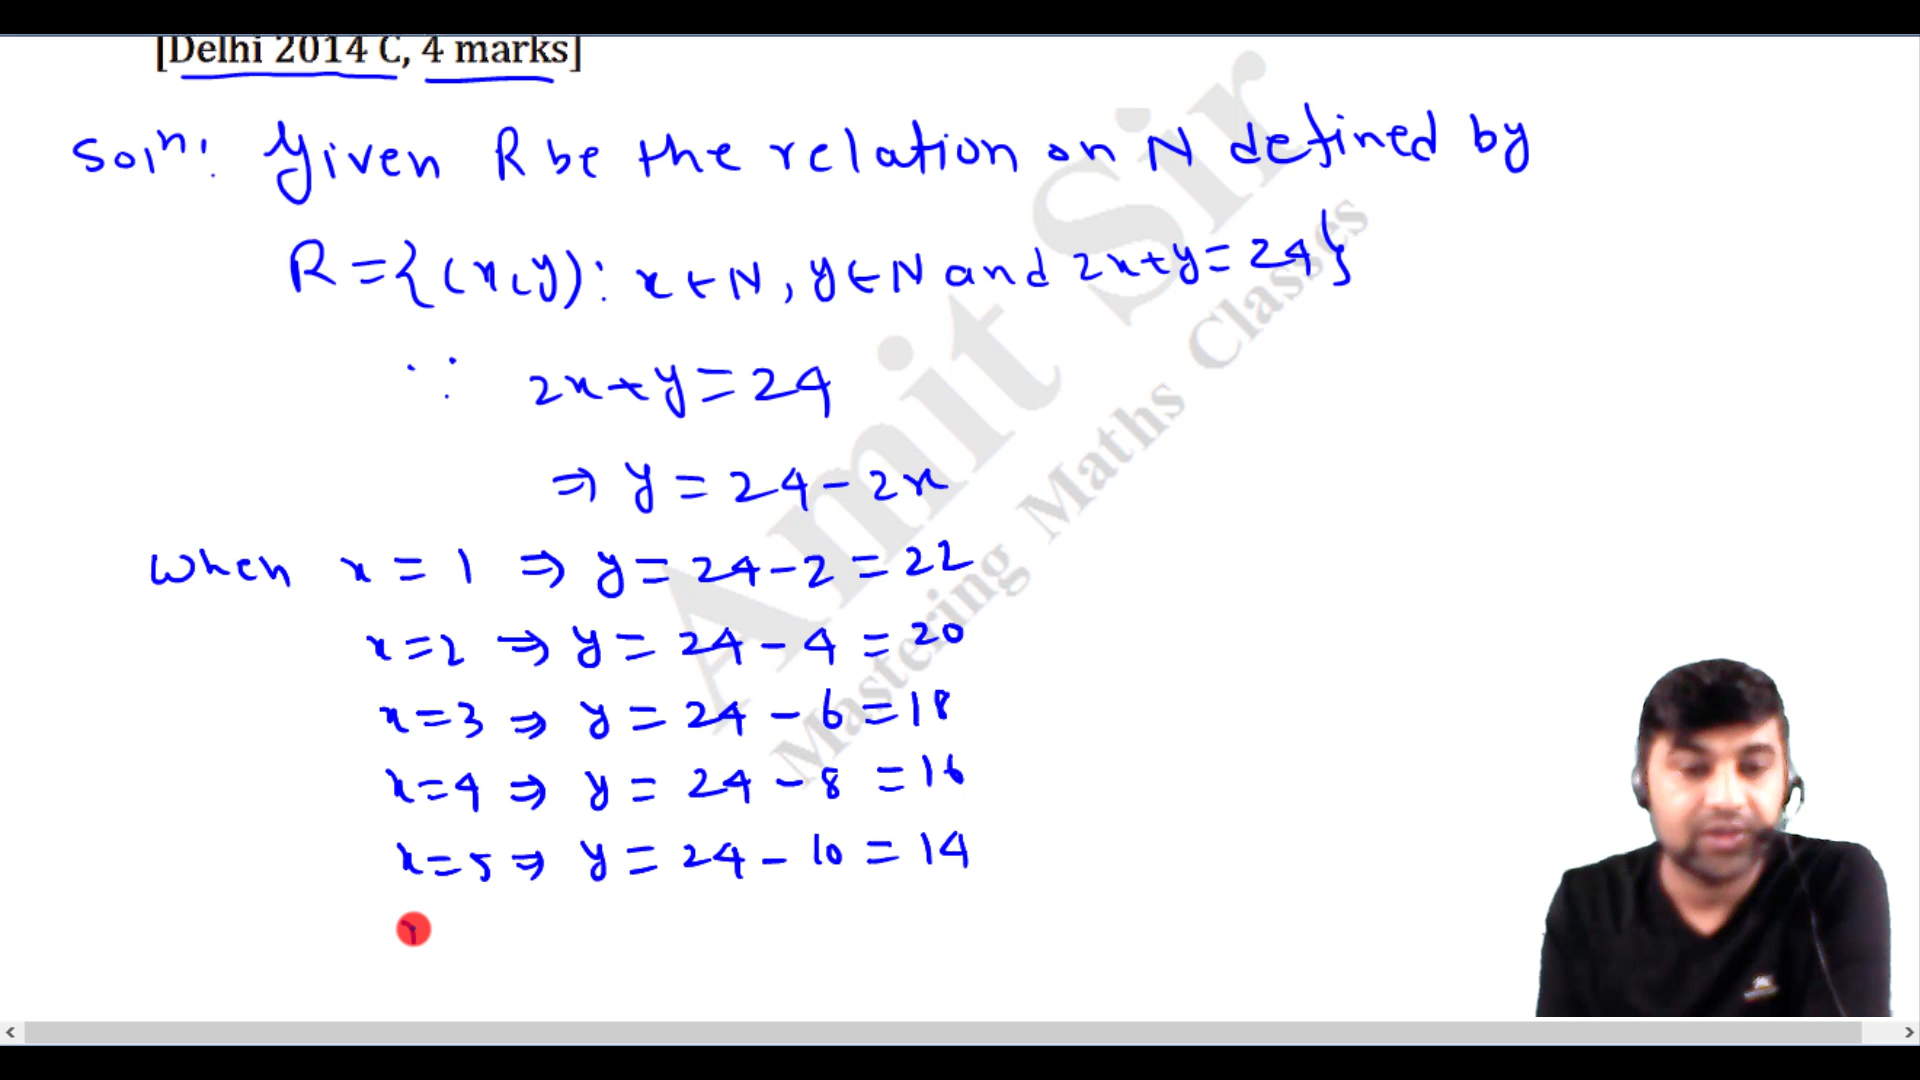 [Delhi 2014 C, 4 marks]
Soln: Given R be the relation on N defined by
R = {(x, y): x ∈ N, y ∈ N and 2x+y = 24}
∵ 2x+y = 24
⇒ y = 24 - 2x
When x = 1 ⇒ y = 24 - 2 = 22
x = 2 ⇒ y = 24 - 4 = 20
x = 3 ⇒ y = 24 - 6 = 18
x = 4 ⇒ y = 24 - 8 = 16
x = 5 ⇒ y = 24 - 10 = 14
Amit Sir
Mastering Maths Classes